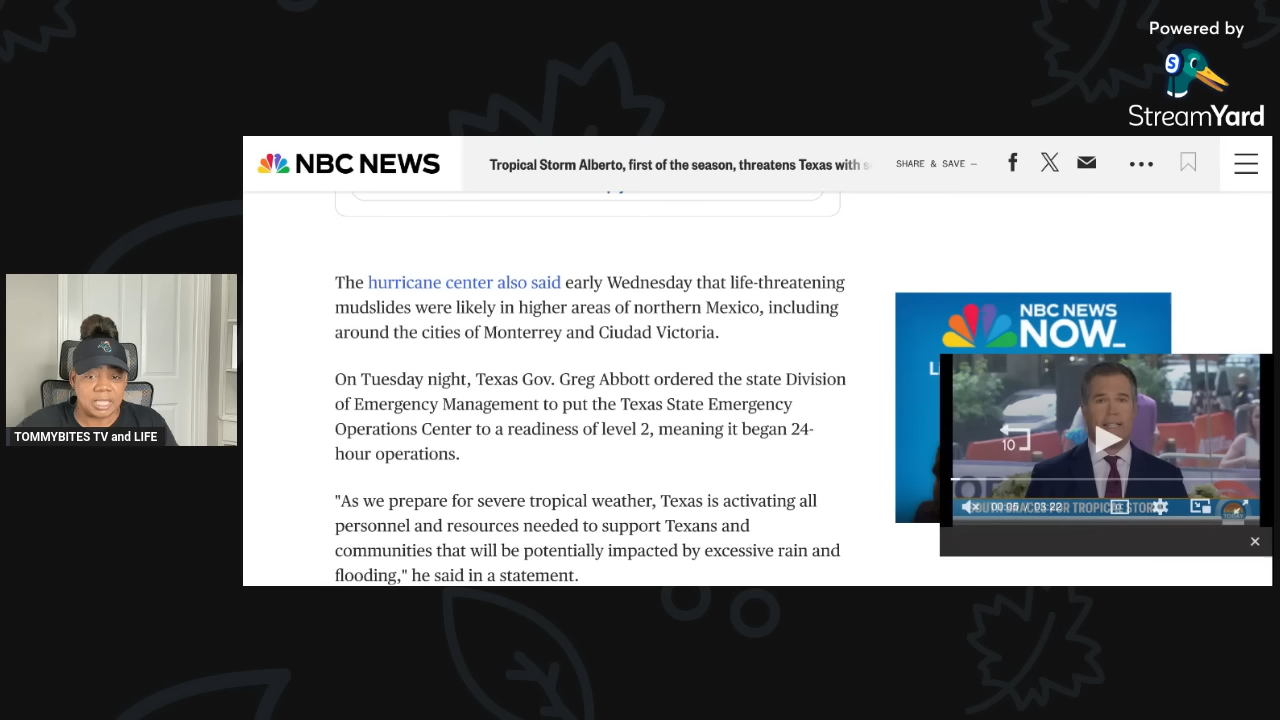 Powered by
StreamYard
NBC NEWS
Tropical Storm Alberto, first of the season, threatens Texas with
SHARE & SAVE —
The hurricane center also said early Wednesday that life-threatening
mudslides were likely in higher areas of northern Mexico, including
around the cities of Monterrey and Ciudad Victoria.
On Tuesday night, Texas Gov. Greg Abbott ordered the state Division
of Emergency Management to put the Texas State Emergency
Operations Center to a readiness of level 2, meaning it began 24-
hour operations.
"As we prepare for severe tropical weather, Texas is activating all
personnel and resources needed to support Texans and
communities that will be potentially impacted by excessive rain and
flooding," he said in a statement.
NBC NEWS
NOW_
10
00:05 / 03:22
TODAY
TOMMYBITES TV and LIFE